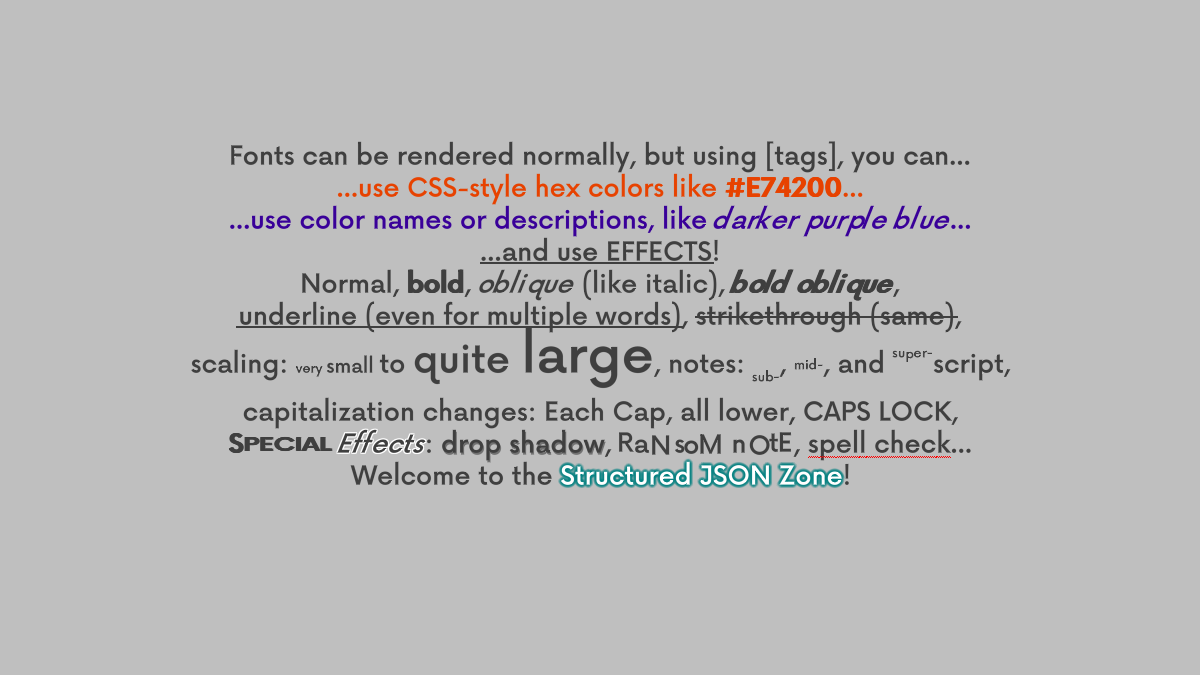 Fonts can be rendered normally, but using [tags], you can...
...use CSS-style hex colors like #E74200...
...use color names or descriptions, like darker purple blue...
...and use EFFECTS!
Normal, bold, oblique (like italic), bold oblique,
underline (even for multiple words), strikethrough (same),
scaling: very small to quite large, notes: sub-, mid-, and super-script,
capitalization changes: Each Cap, all lower, CAPS LOCK,
SPECIAL Effects: drop shadow, RaNsoM nOtE, spell check...
Welcome to the Structured JSON Zone!